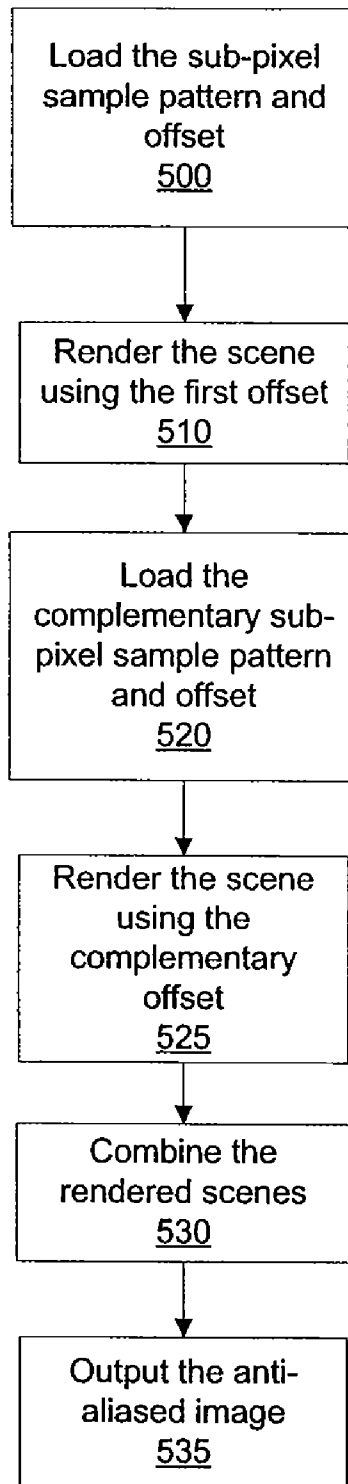 Load the sub-pixel
sample pattern and
offset
500
Render the scene
using the first offset
510
Load the
complementary sub-
pixel sample pattern
and offset
520
Render the scene
using the
complementary
offset
525
Combine the
rendered scenes
530
Output the anti-
aliased image
535